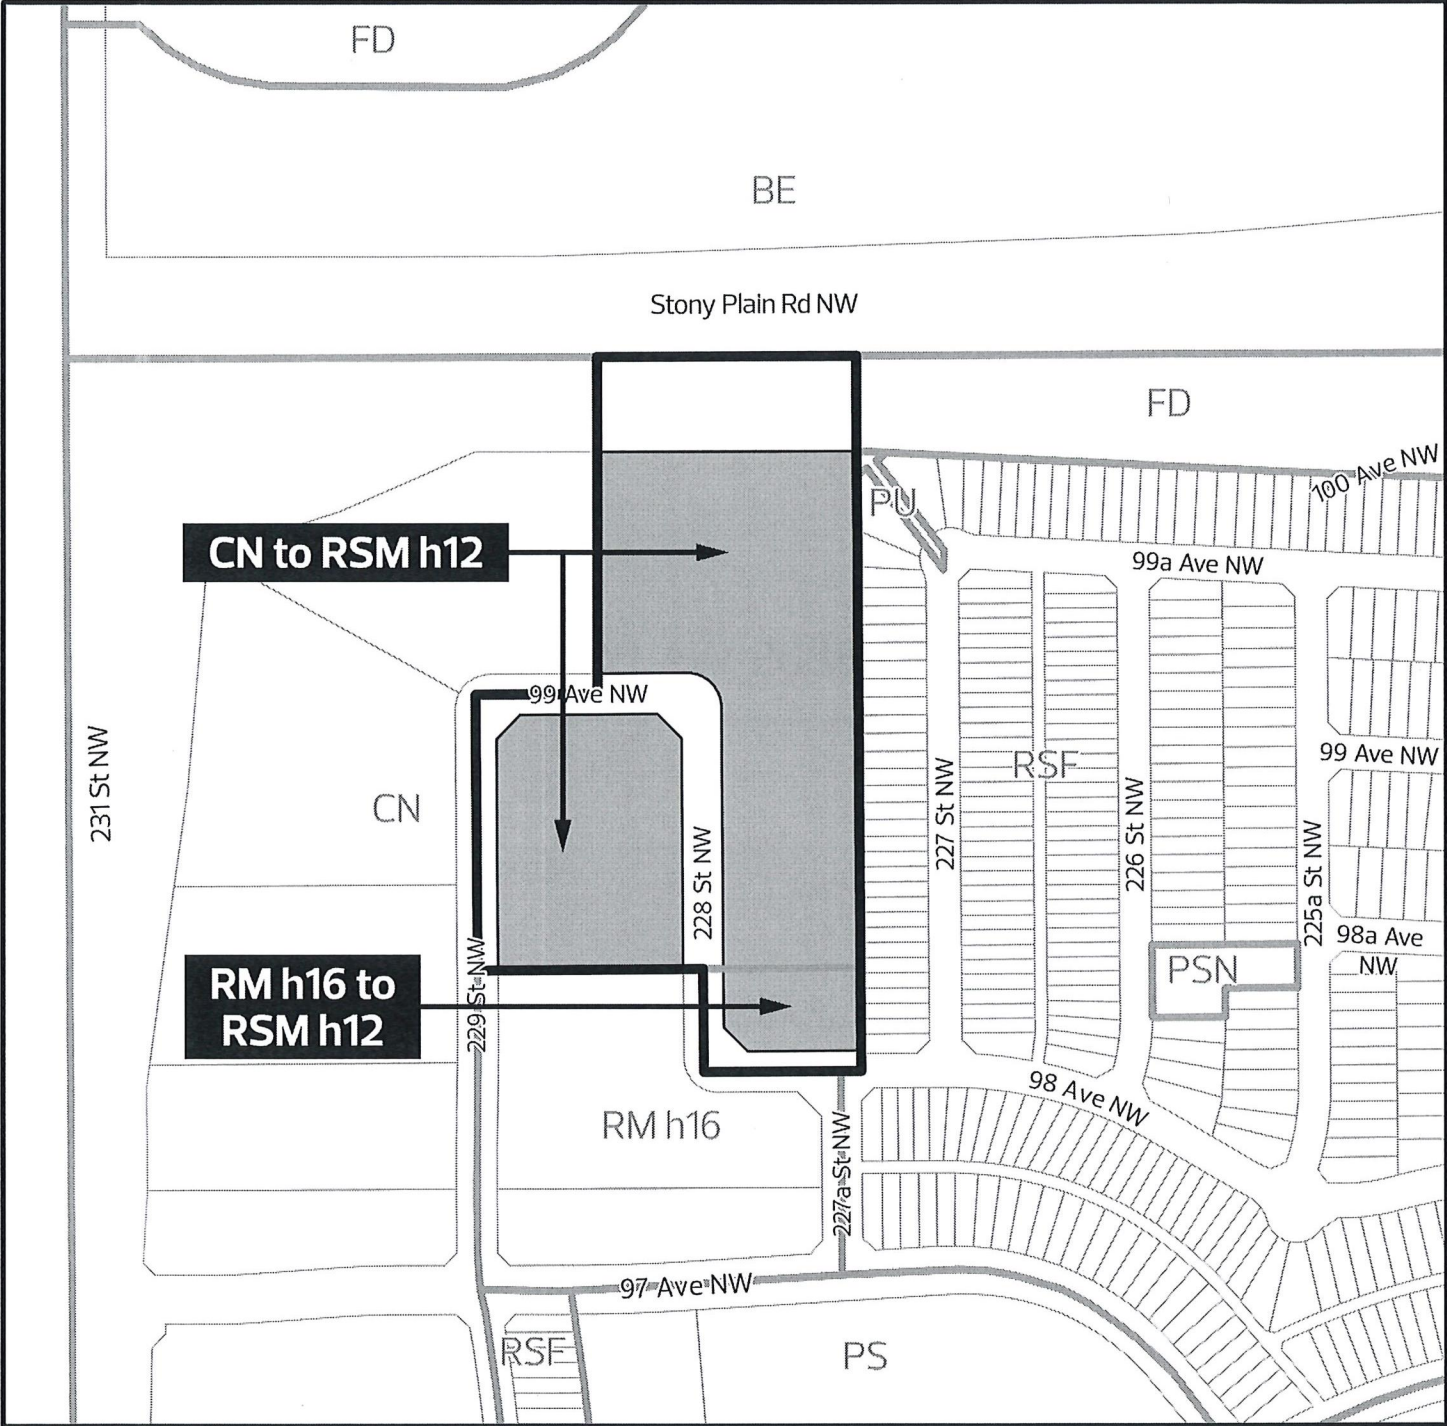 FD
BE
Stony Plain Rd NW
FD
100 Ave NW
PU
CN to RSM h12
99a Ave NW
99 Ave NW
231 St NW
CN
228 St NW
227 St NW
RSF
226 St NW
99 Ave NW
225a St NW
98a Ave
NW
PSN
RM h16 to
RSM h12
229 St NW
98 Ave NW
RM h16
227a St NW
97 Ave NW
RSF
PS